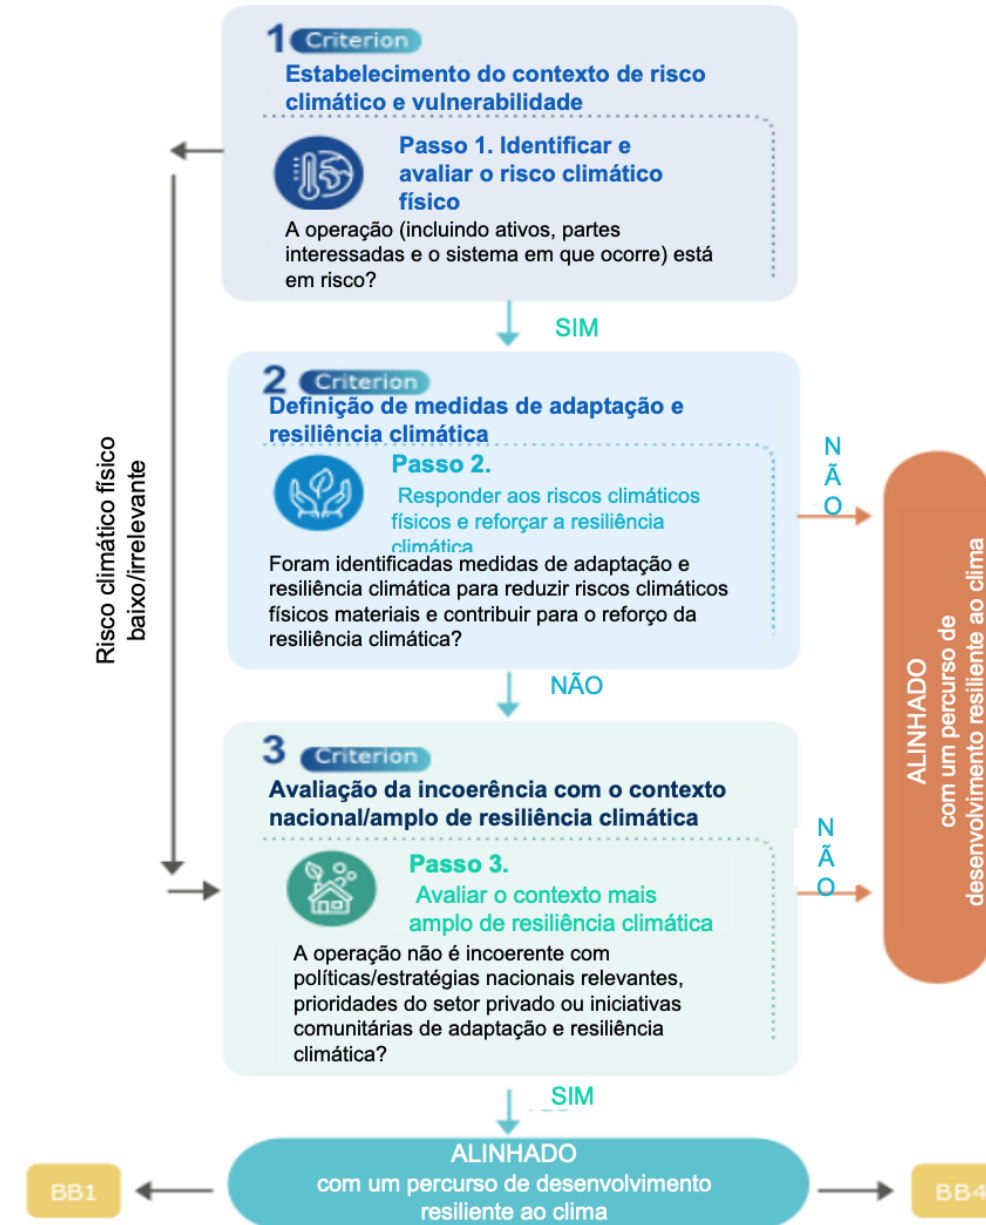 1 Criterion
Estabelecimento do contexto de risco
climático e vulnerabilidade
Passo 1. Identificar e
avaliar o risco climático
físico
A operação (incluindo ativos, partes
interessadas e o sistema em que ocorre) está
em risco?
SIM
2 Criterion
Definição de medidas de adaptação e
resiliência climática
Passo 2.
Responder aos riscos climáticos
físicos e reforçar a resiliência
climática
Foram identificadas medidas de adaptação e
resiliência climática para reduzir riscos climáticos
físicos materiais e contribuir para o reforço da
resiliência climática?
N
Ã
O
Risco climático físico
baixo/irrelevante
NÃO
3 Criterion
Avaliação da incoerência com o contexto
nacional/amplo de resiliência climática
Passo 3.
Avaliar o contexto mais
amplo de resiliência climática
A operação não é incoerente com
políticas/estratégias nacionais relevantes,
prioridades do setor privado ou iniciativas
comunitárias de adaptação e resiliência
climática?
N
Ã
O
ALINHADO
com um percurso de
desenvolvimento resiliente ao clima
SIM
ALINHADO
com um percurso de desenvolvimento
resiliente ao clima
BB1
BB4